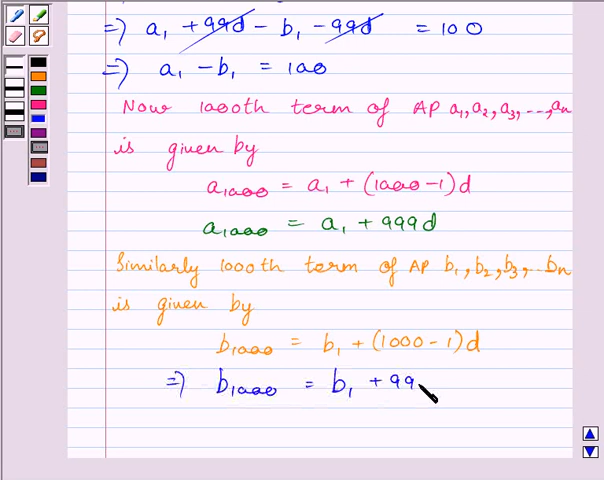 ⇒ a₁ + 99d - b₁ - 99d = 100
⇒ a₁ - b₁ = 100
Now 1000th term of AP a₁, a₂, a₃, ..., aₙ
is given by
a₁₀₀₀ = a₁ + (1000 - 1)d
a₁₀₀₀ = a₁ + 999d
Similarly 1000th term of AP b₁, b₂, b₃, ...bₙ
is given by
b₁₀₀₀ = b₁ + (1000 - 1)d
⇒ b₁₀₀₀ = b₁ + 99